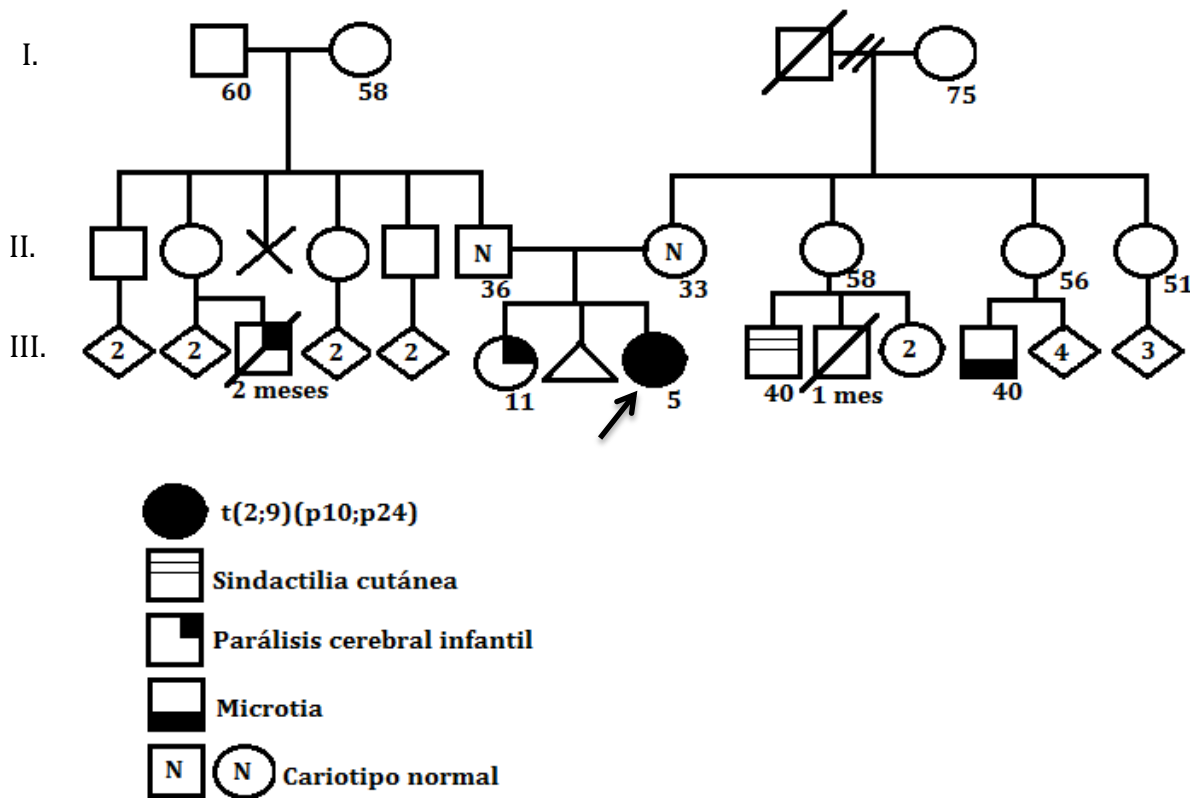 I.
60
58
75
II.
N
N
36
33
58
56
51
III.
2
2
2
2
2
4
3
2 meses
11
5
40
1 mes
40
t(2;9)(p10;p24)
Sindactilia cutánea
Parálisis cerebral infantil
Microtia
N
N
Cariotipo normal